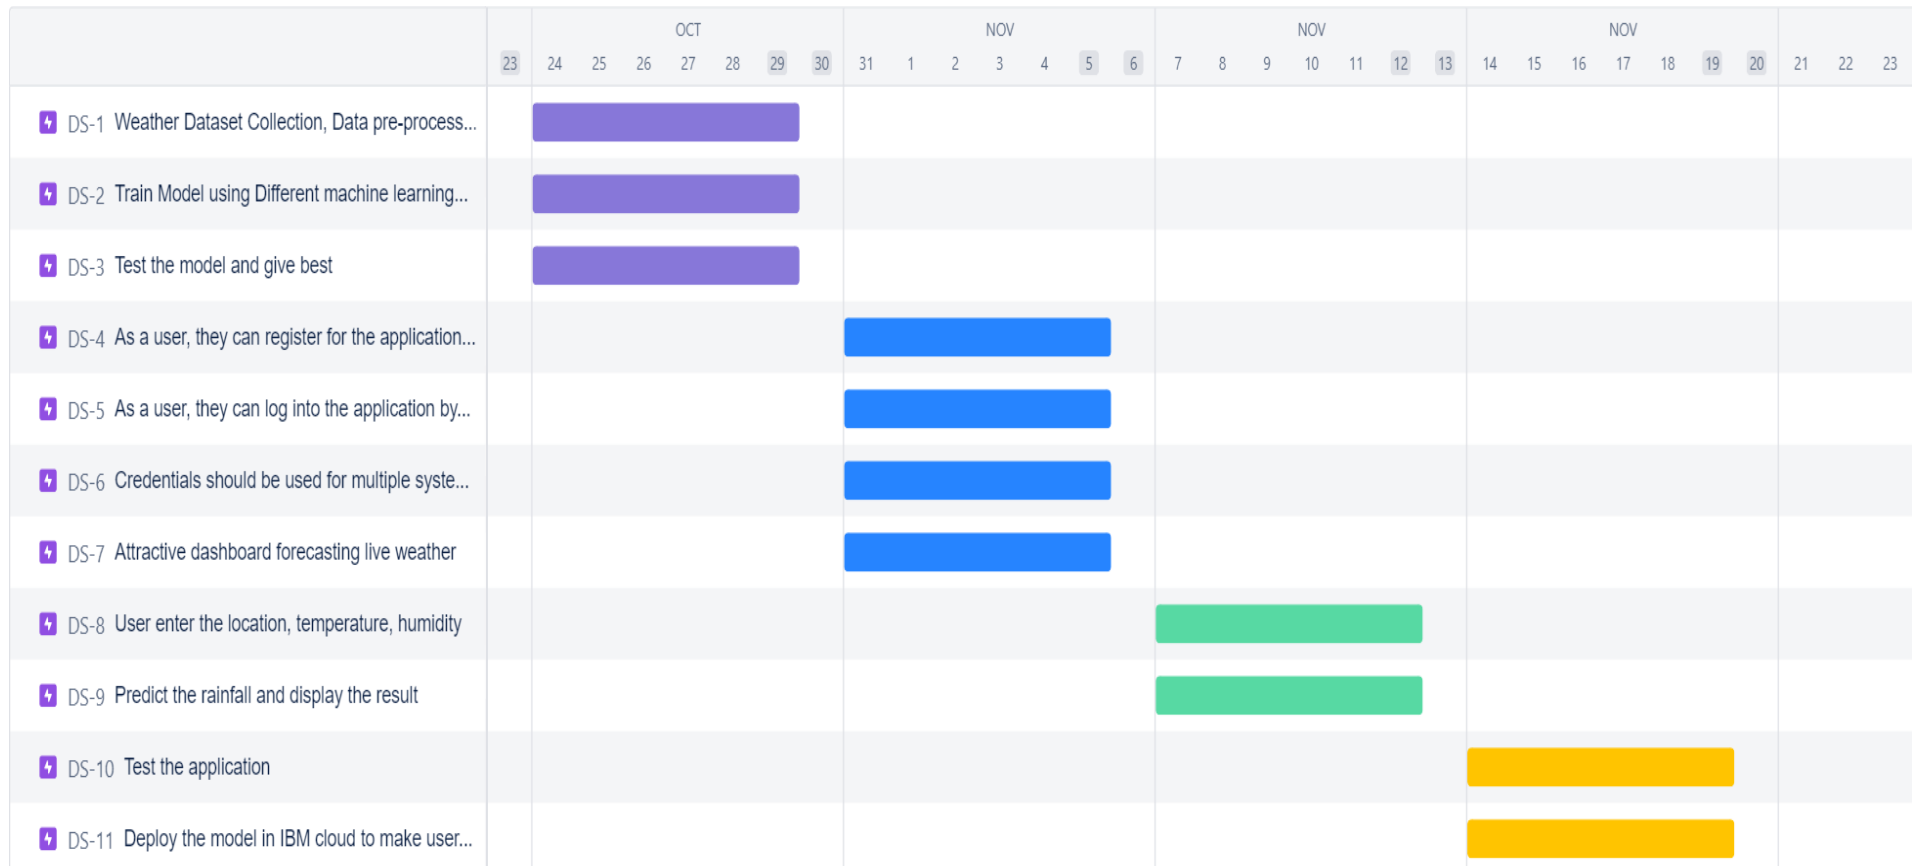 OCT NOV NOV NOV
23 24 25 26 27 28 29 30 31 1 2 3 4 5 6 7 8 9 10 11 12 13 14 15 16 17 18 19 20 21 22 23
DS-1 Weather Dataset Collection, Data pre-process...
DS-2 Train Model using Different machine learning...
DS-3 Test the model and give best
DS-4 As a user, they can register for the application...
DS-5 As a user, they can log into the application by...
DS-6 Credentials should be used for multiple syste...
DS-7 Attractive dashboard forecasting live weather
DS-8 User enter the location, temperature, humidity
DS-9 Predict the rainfall and display the result
DS-10 Test the application
DS-11 Deploy the model in IBM cloud to make user...